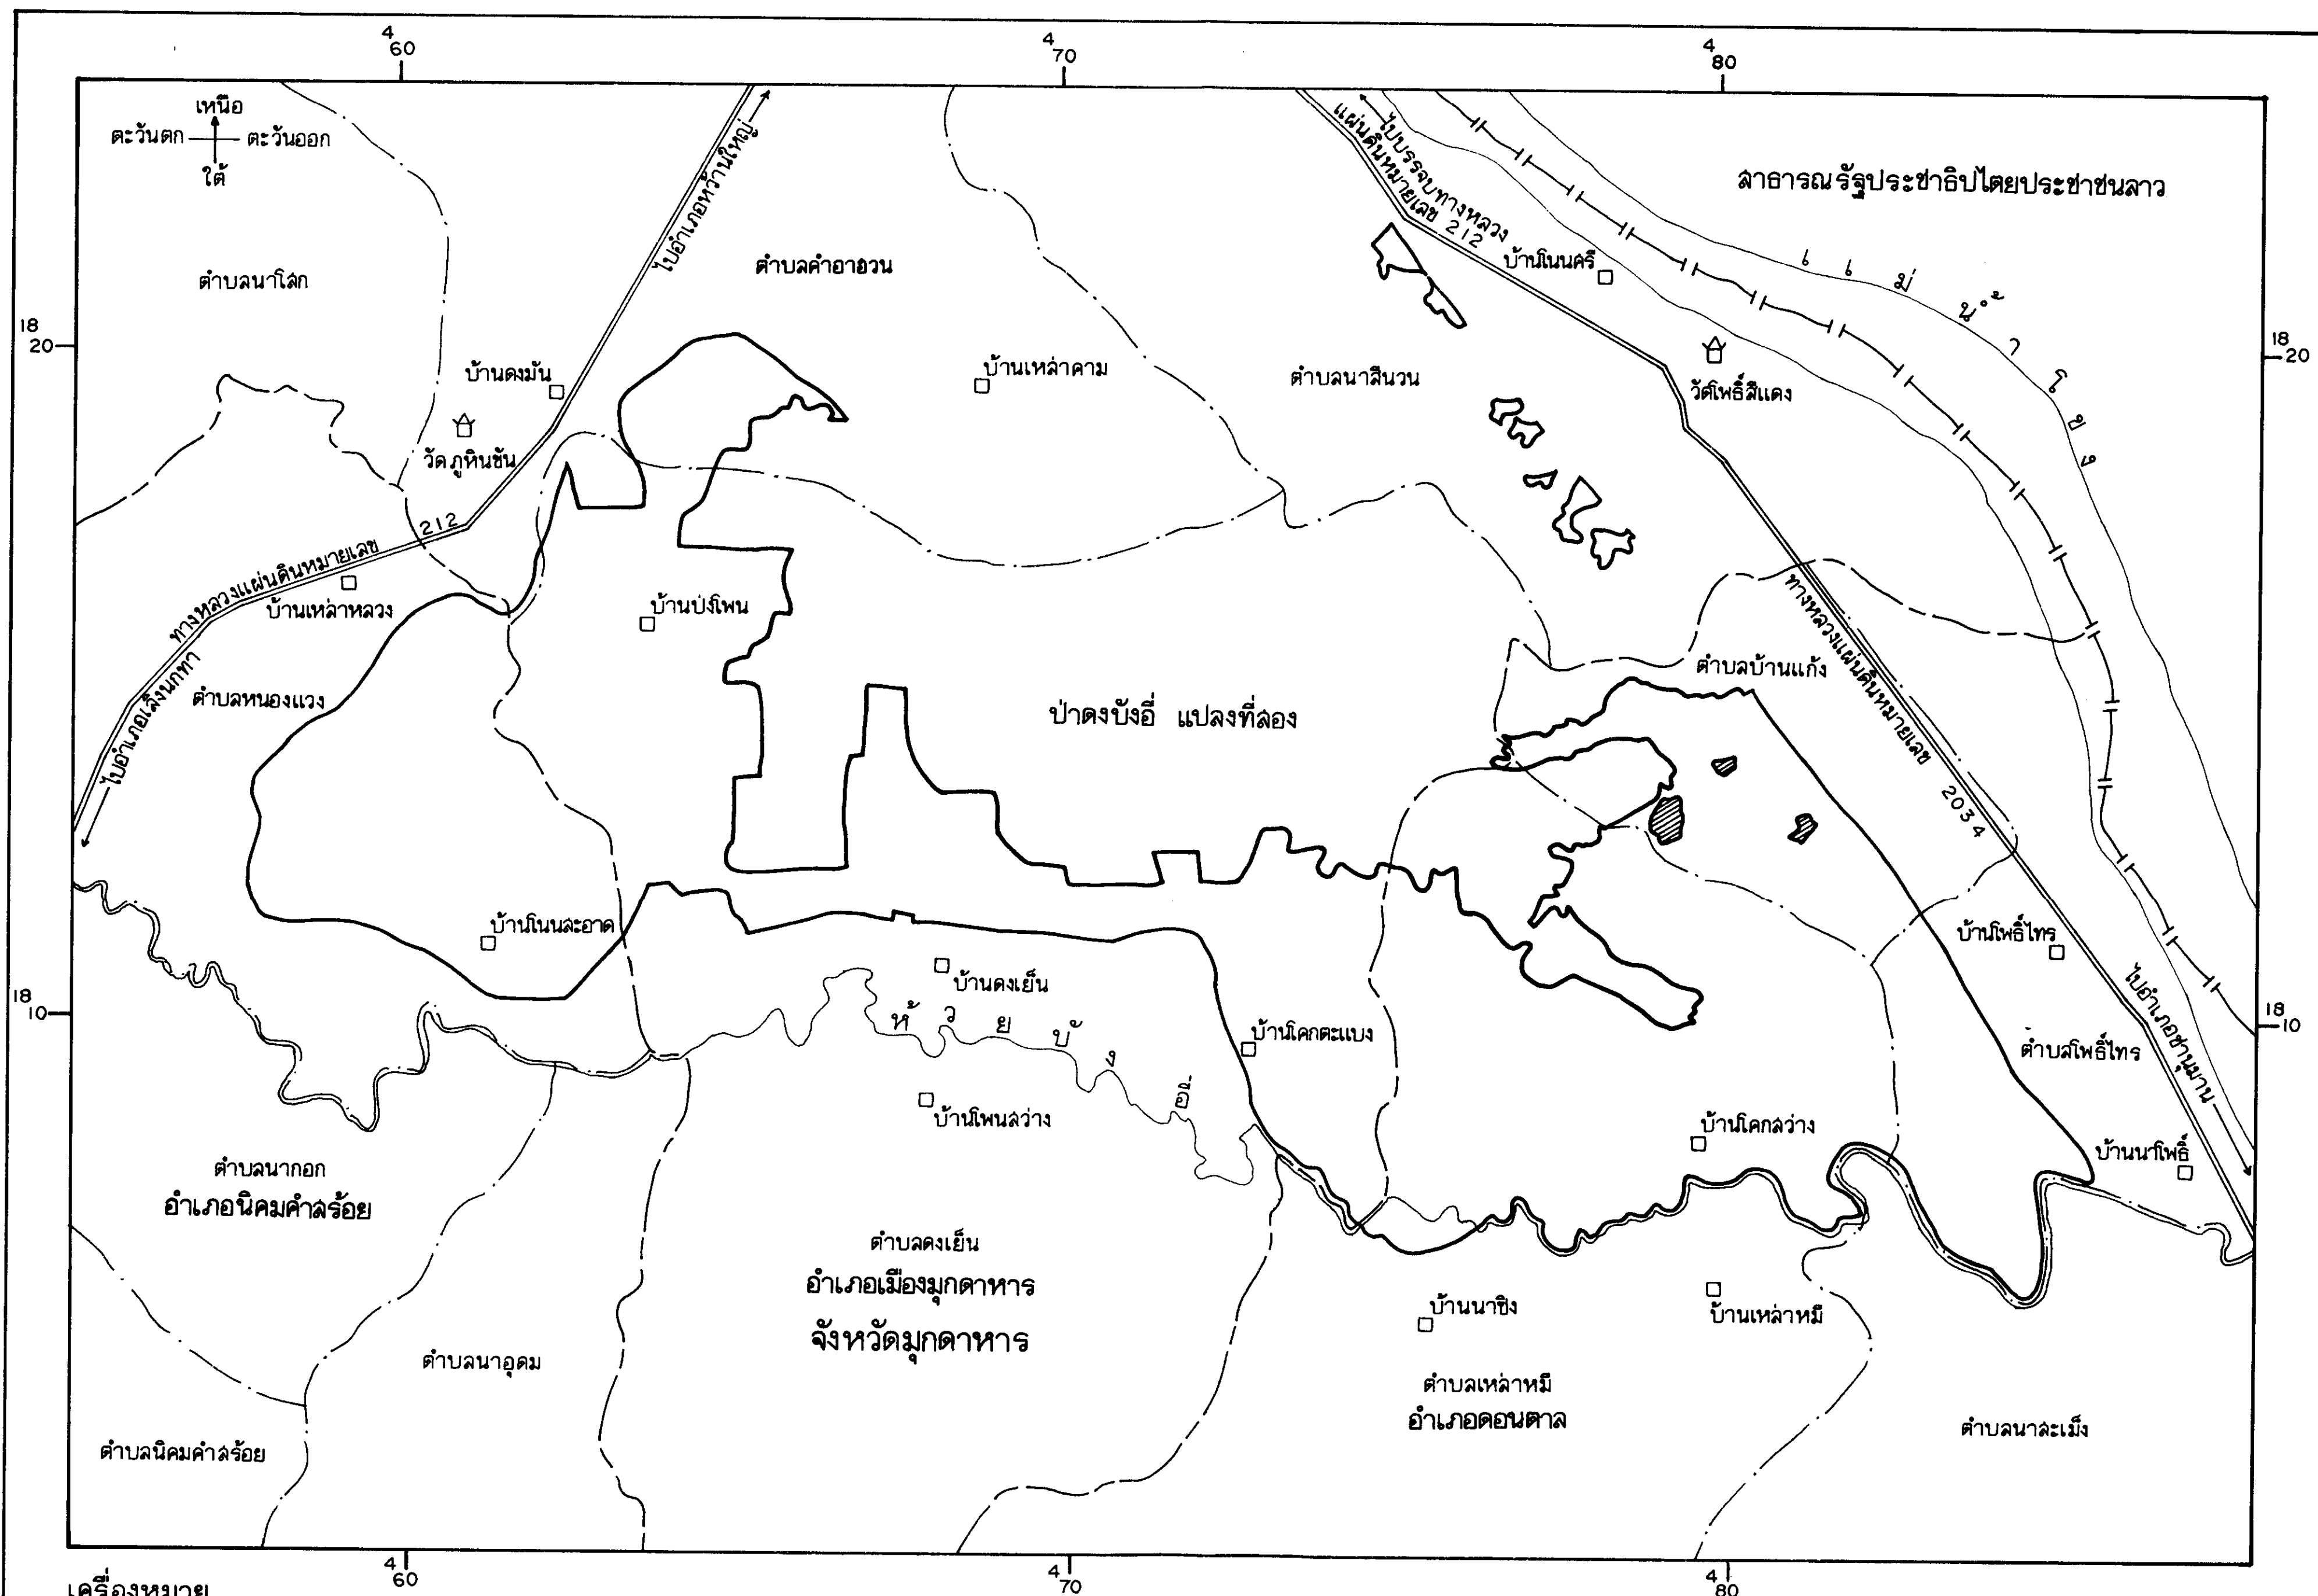 4 60
4 70
4 80
เหนือ
ตะวันตก ตะวันออก
ใต้
ไปอำเภอหว้านใหญ่
ไปบรรจบทางหลวง
แผ่นดินหมายเลข 212
สาธารณรัฐประชาธิปไตยประชาชนลาว
แม่น้ำโขง
ตำบลนาโสก
ตำบลคำอาฮวน
บ้านโนนศรี
18 20
18 20
บ้านดงมัน
บ้านเหล่าคาม
ตำบลนาสีนวน
วัดโพธิ์สีแดง
วัดภูหินขัน
ทางหลวงแผ่นดินหมายเลข 212
บ้านเหล่าหลวง
บ้านป่งโพน
ทางหลวงแผ่นดินหมายเลข 2034
ไปอำเภอเลิงนกทา
ตำบลหนองแวง
ตำบลบ้านแก้ง
ป่าดงบังอี่ แปลงที่สอง
บ้านโนนสะอาด
บ้านโพธิ์ไทร
บ้านดงเย็น
ห้วยบังอี่
18 10
18 10
บ้านโคกตะแบง
ตำบลโพธิ์ไทร
ไปอำเภอชานุมาน
บ้านโพนสว่าง
บ้านโคกสว่าง
บ้านนาโพธิ์
ตำบลนากอก
อำเภอนิคมคำสร้อย
ตำบลดงเย็น
อำเภอเมืองมุกดาหาร
จังหวัดมุกดาหาร
บ้านนาซิง
บ้านเหล่าหมี
ตำบลนาอุดม
ตำบลเหล่าหมี
อำเภอดอนตาล
ตำบลนาสะเม็ง
ตำบลนิคมคำสร้อย
4 60
4 70
4 80
เครื่องหมาย